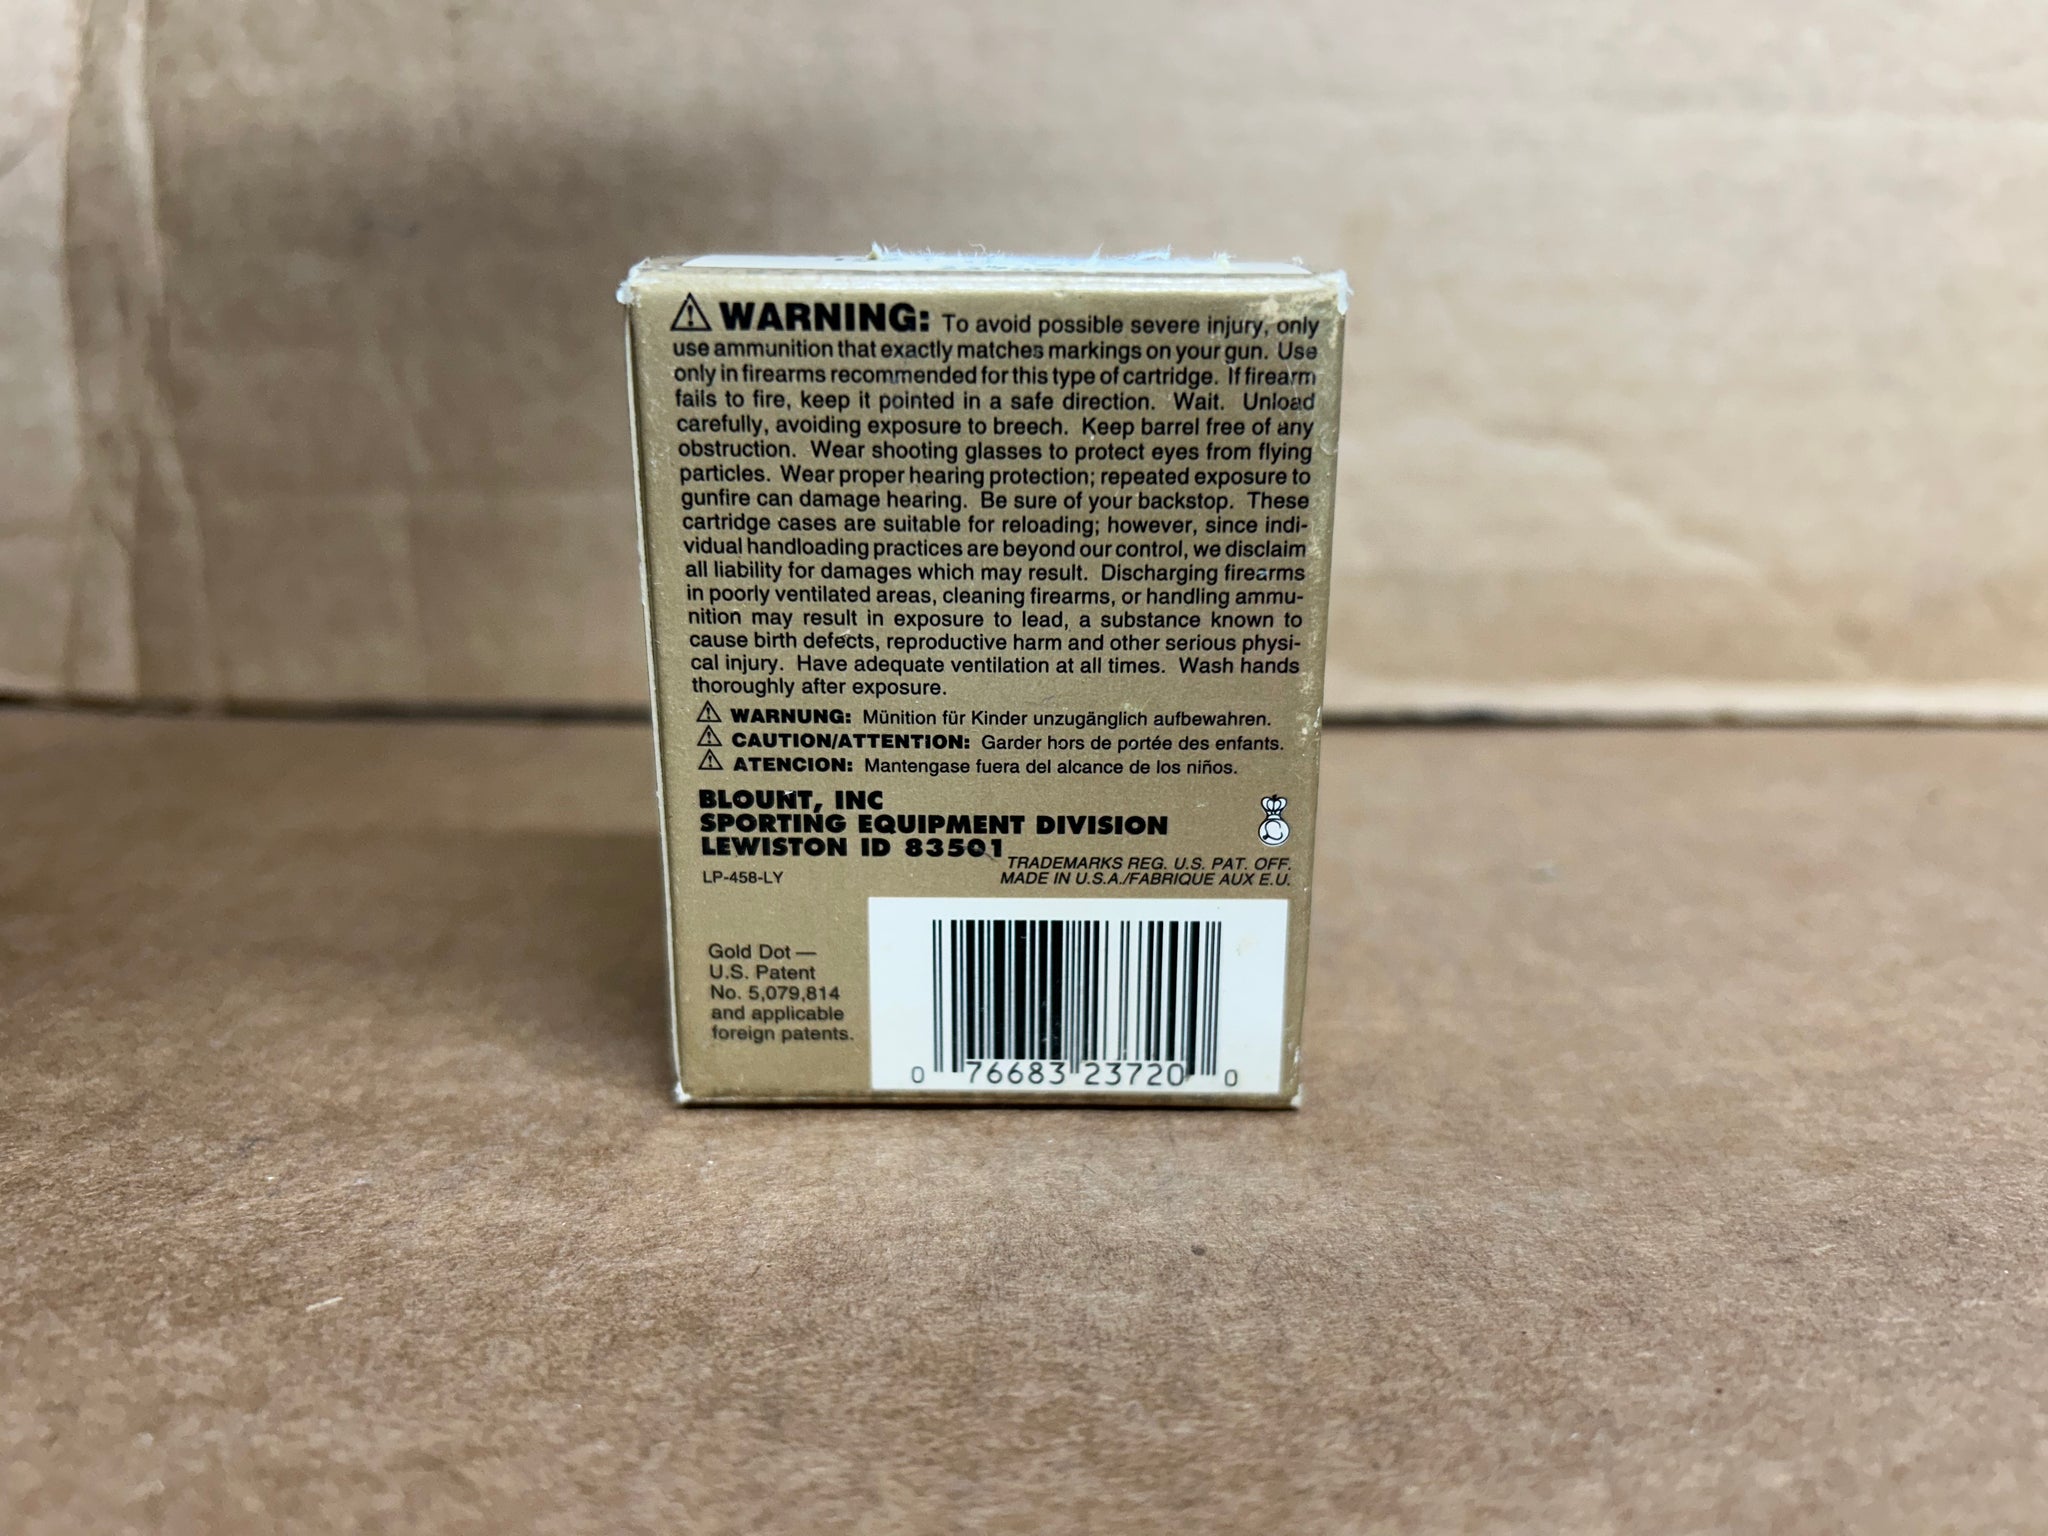 ⚠ WARNING: To avoid possible severe injury, only
use ammunition that exactly matches markings on your gun. Use
only in firearms recommended for this type of cartridge. If firearm
fails to fire, keep it pointed in a safe direction. Wait. Unload
carefully, avoiding exposure to breech. Keep barrel free of any
obstruction. Wear shooting glasses to protect eyes from flying
particles. Wear proper hearing protection; repeated exposure to
gunfire can damage hearing. Be sure of your backstop. These
cartridge cases are suitable for reloading; however, since indi-
vidual handloading practices are beyond our control, we disclaim
all liability for damages which may result. Discharging firearms
in poorly ventilated areas, cleaning firearms, or handling ammu-
nition may result in exposure to lead, a substance known to
cause birth defects, reproductive harm and other serious physi-
cal injury. Have adequate ventilation at all times. Wash hands
thoroughly after exposure.
⚠ WARNUNG: Münition für Kinder unzugänglich aufbewahren.
⚠ CAUTION/ATTENTION: Garder hors de portée des enfants.
⚠ ATENCION: Mantengase fuera del alcance de los niños.
BLOUNT, INC
SPORTING EQUIPMENT DIVISION
LEWISTON ID 83501
TRADEMARKS REG. U.S. PAT. OFF.
LP-458-LY
MADE IN U.S.A./FABRIQUE AUX E.U.
Gold Dot —
U.S. Patent
No. 5,079,814
and applicable
foreign patents.
0 76683 23720 0